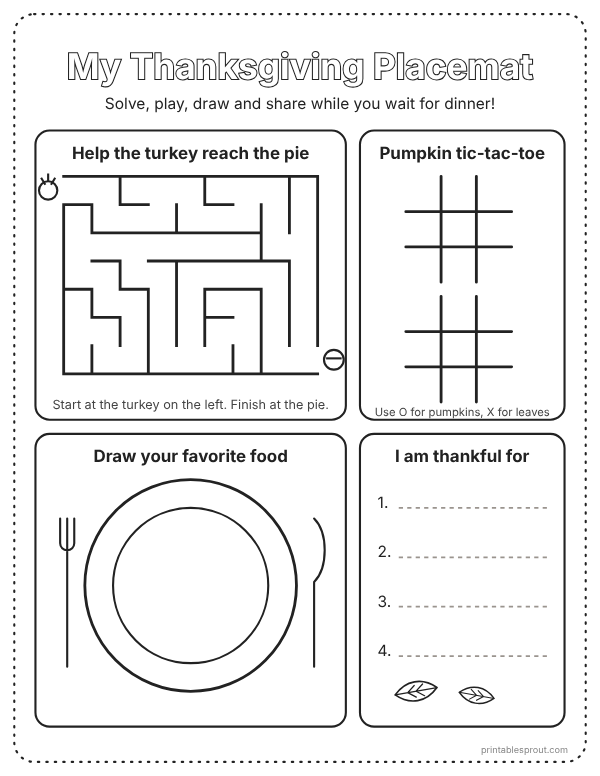 My Thanksgiving Placemat
Solve, play, draw and share while you wait for dinner!
Help the turkey reach the pie
Start at the turkey on the left. Finish at the pie.
Pumpkin tic-tac-toe
Use O for pumpkins, X for leaves
Draw your favorite food
I am thankful for
1.
2.
3.
4.
printablesprout.com